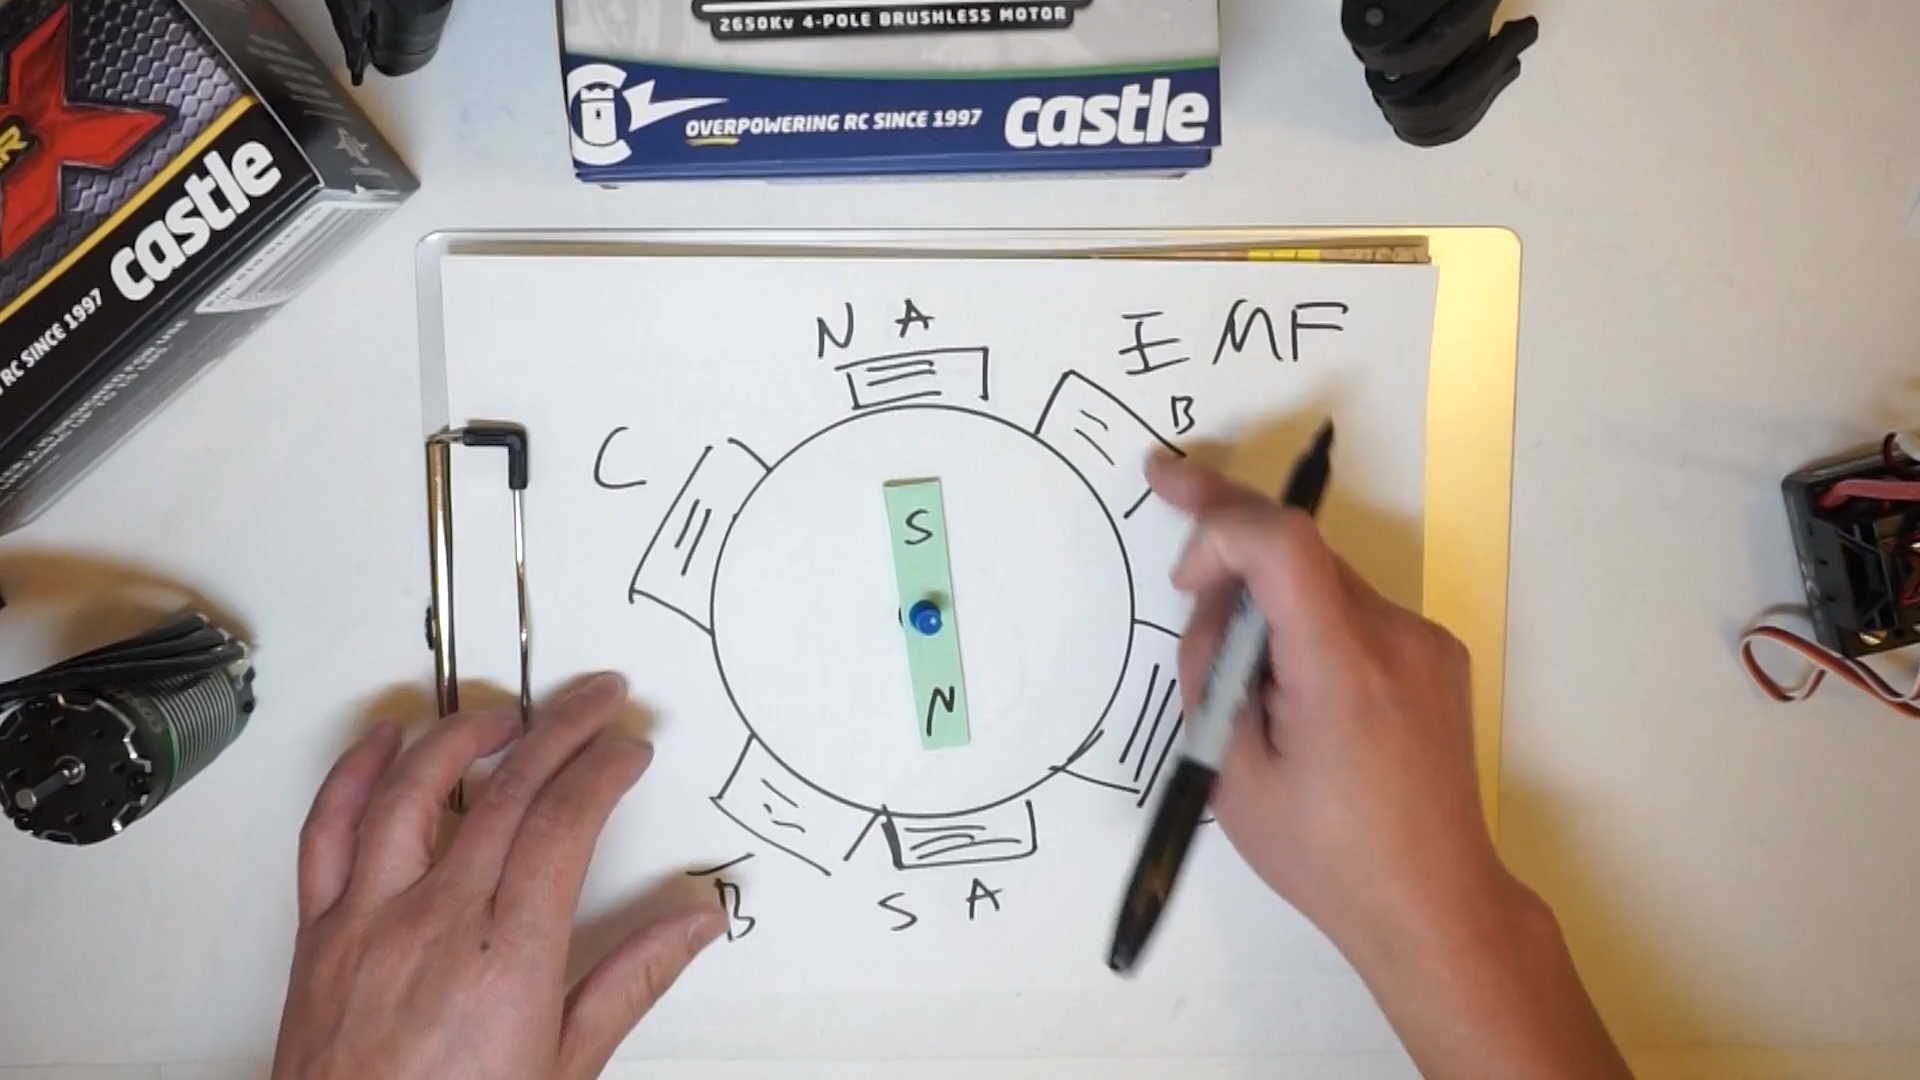 2650Kv 4-POLE BRUSHLESS MOTOR
OVERPOWERING RC SINCE 1997 castle
castle
RC SINCE 1997
N A
EMF
B
C
S
N
B
S A